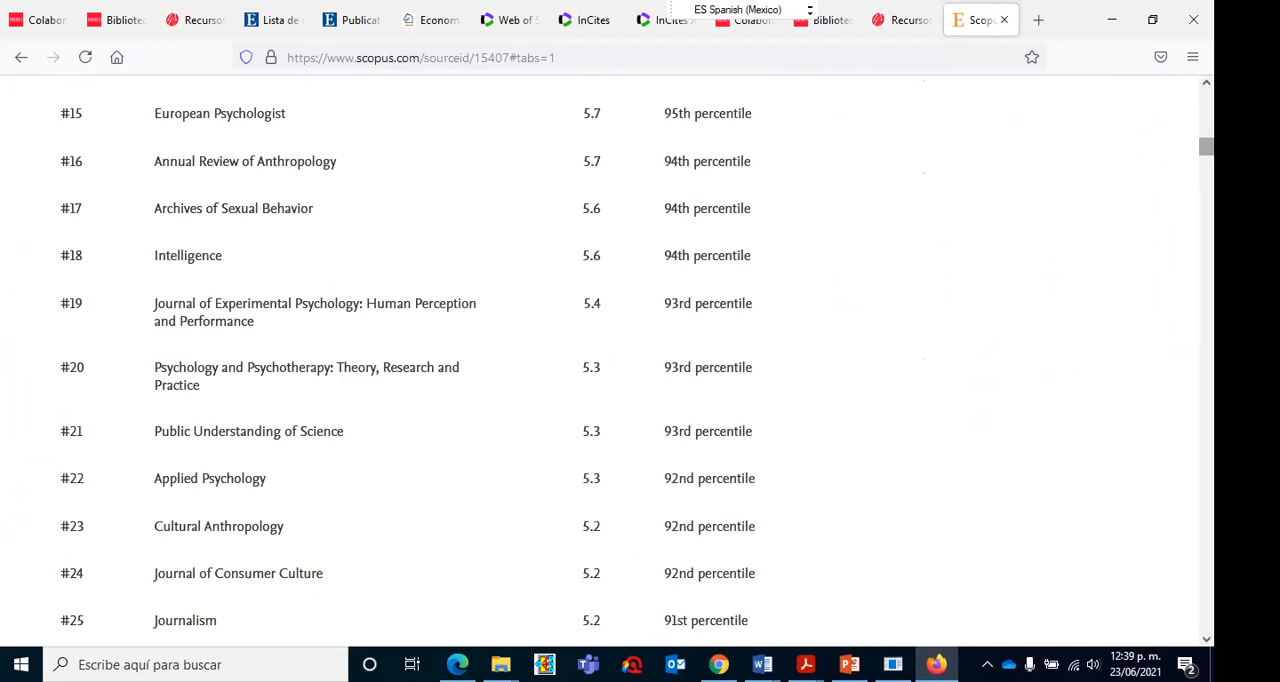 Colabor
Bibliotec
Recursos
Lista de
Publicat
Econom
Web of S
InCites
InCites
Colabor
Bibliotec
Recurso
Scopu
ES Spanish (Mexico)
https://www.scopus.com/sourceid/15407#tabs=1
#15 European Psychologist 5.7 95th percentile
#16 Annual Review of Anthropology 5.7 94th percentile
#17 Archives of Sexual Behavior 5.6 94th percentile
#18 Intelligence 5.6 94th percentile
#19 Journal of Experimental Psychology: Human Perception 5.4 93rd percentile
and Performance
#20 Psychology and Psychotherapy: Theory, Research and 5.3 93rd percentile
Practice
#21 Public Understanding of Science 5.3 93rd percentile
#22 Applied Psychology 5.3 92nd percentile
#23 Cultural Anthropology 5.2 92nd percentile
#24 Journal of Consumer Culture 5.2 92nd percentile
#25 Journalism 5.2 91st percentile
Escribe aquí para buscar
12:39 p. m.
23/06/2021
2